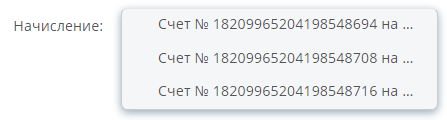 Начисление:
Счет № 18209965204198548694 на ...
Счет № 18209965204198548708 на ...
Счет № 18209965204198548716 на ...